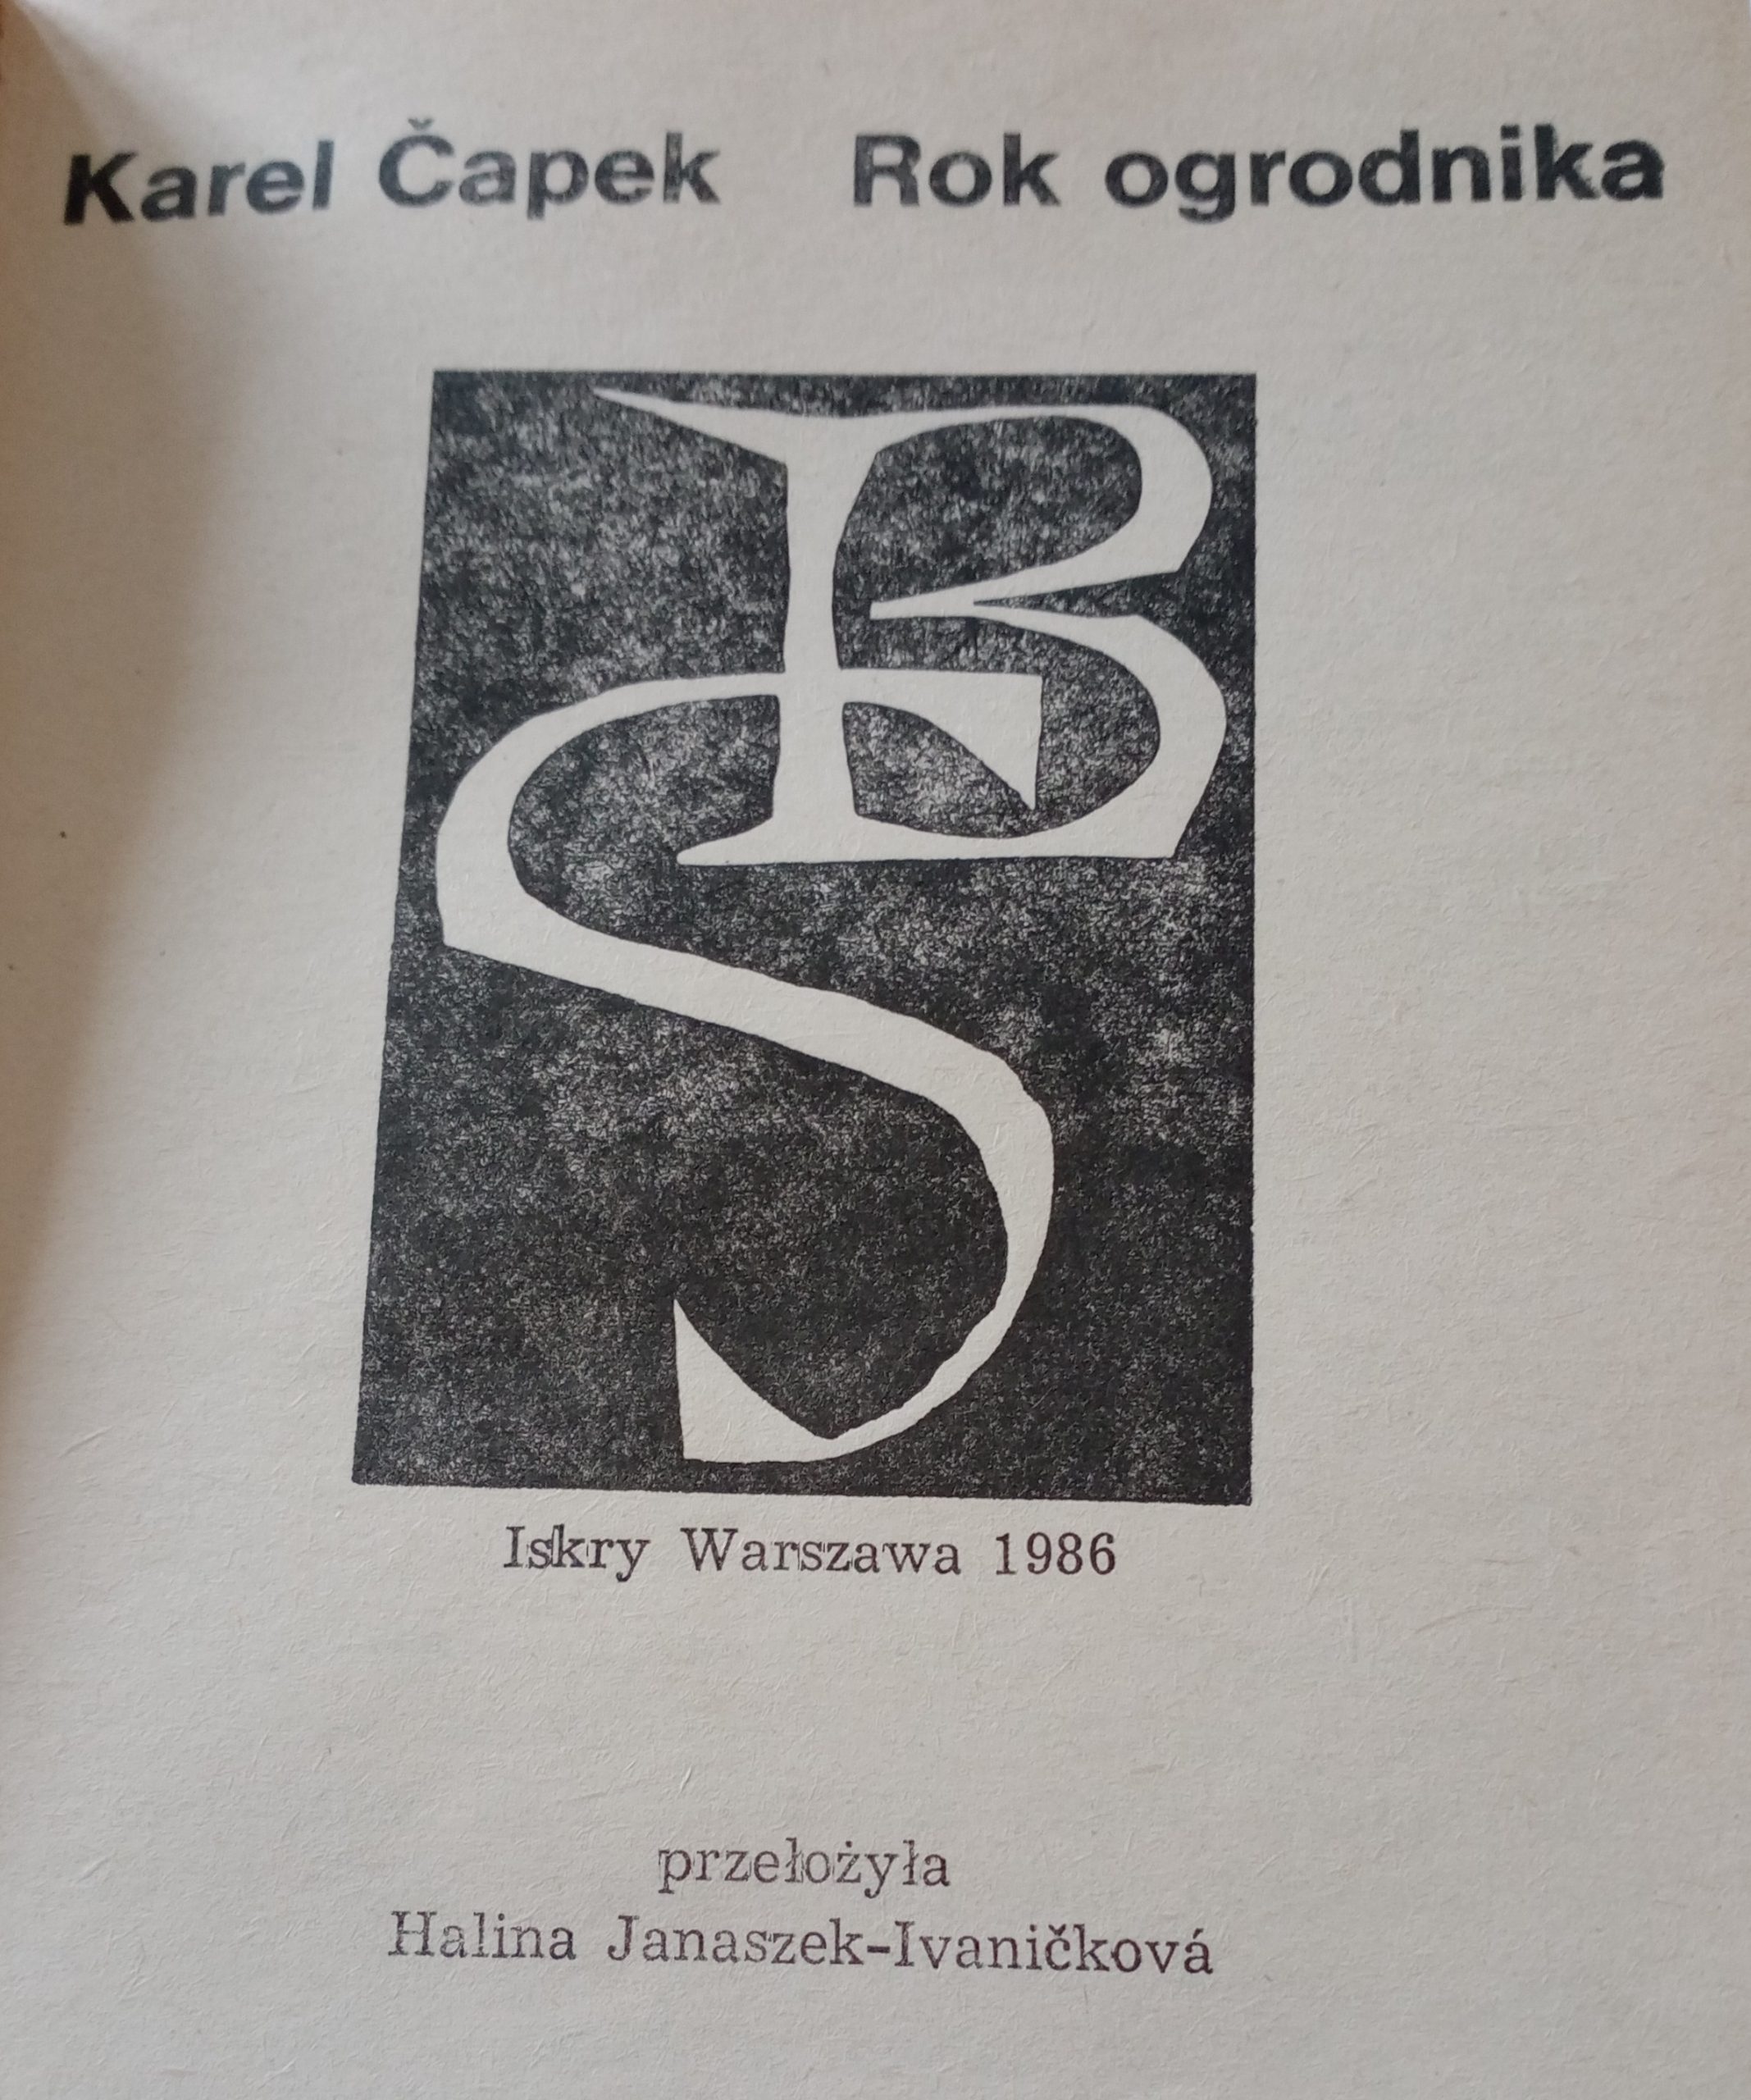 Karel Čapek Rok ogrodnika
BS
Iskry Warszawa 1986
przełożyła
Halina Janaszek-Ivaničková